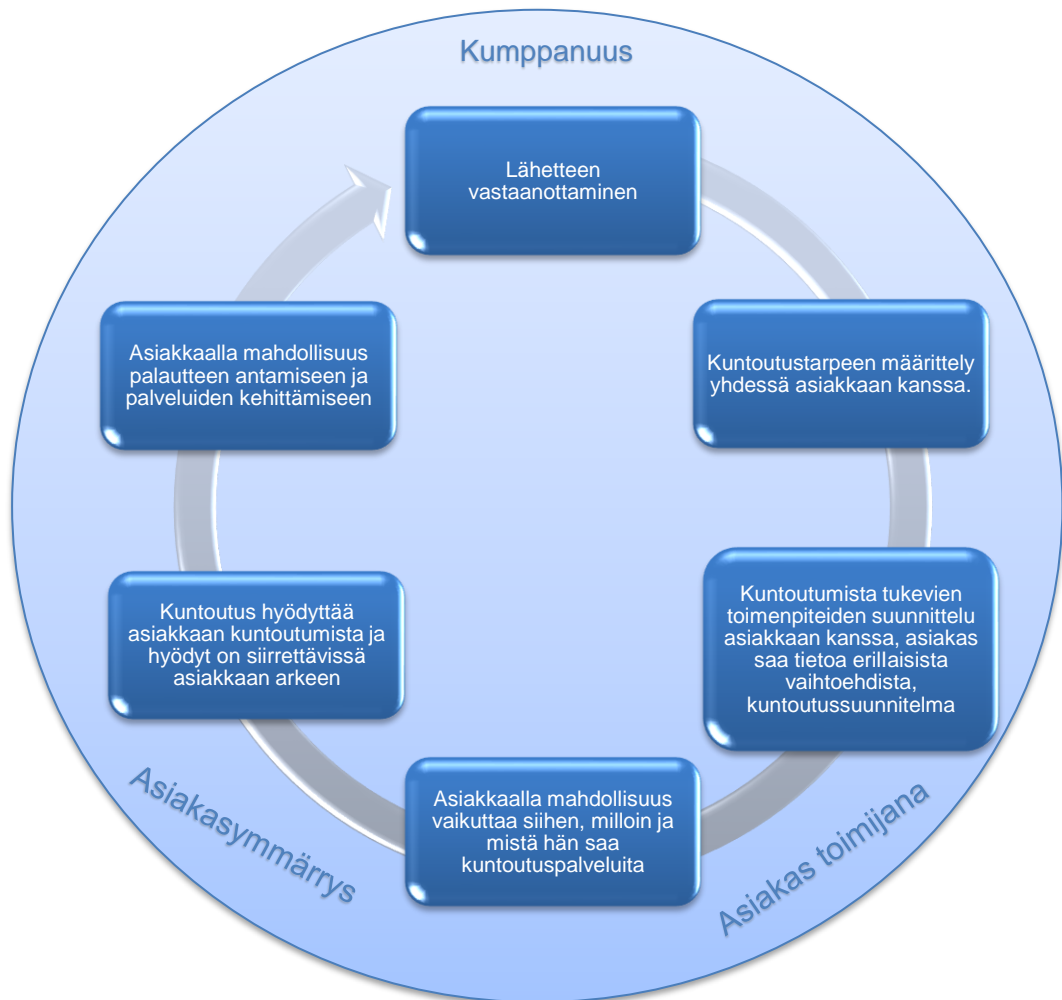 Kumppanuus
Lähetteen
vastaanottaminen
Kuntoutustarpeen määrittely
yhdessä asiakkaan kanssa.
Kuntoutumista tukevien
toimenpiteiden suunnittelu
asiakkaan kanssa, asiakas
saa tietoa erillaisista
vaihtoehdista,
kuntoutussuunnitelma
Asiakkaalla mahdollisuus
vaikuttaa siihen, milloin ja
mistä hän saa
kuntoutuspalveluita
Kuntoutus hyödyttää
asiakkaan kuntoutumista ja
hyödyt on siirrettävissä
asiakkaan arkeen
Asiakkaalla mahdollisuus
palautteen antamiseen ja
palveluiden kehittämiseen
Asiakasymmärrys
Asiakas toimijana